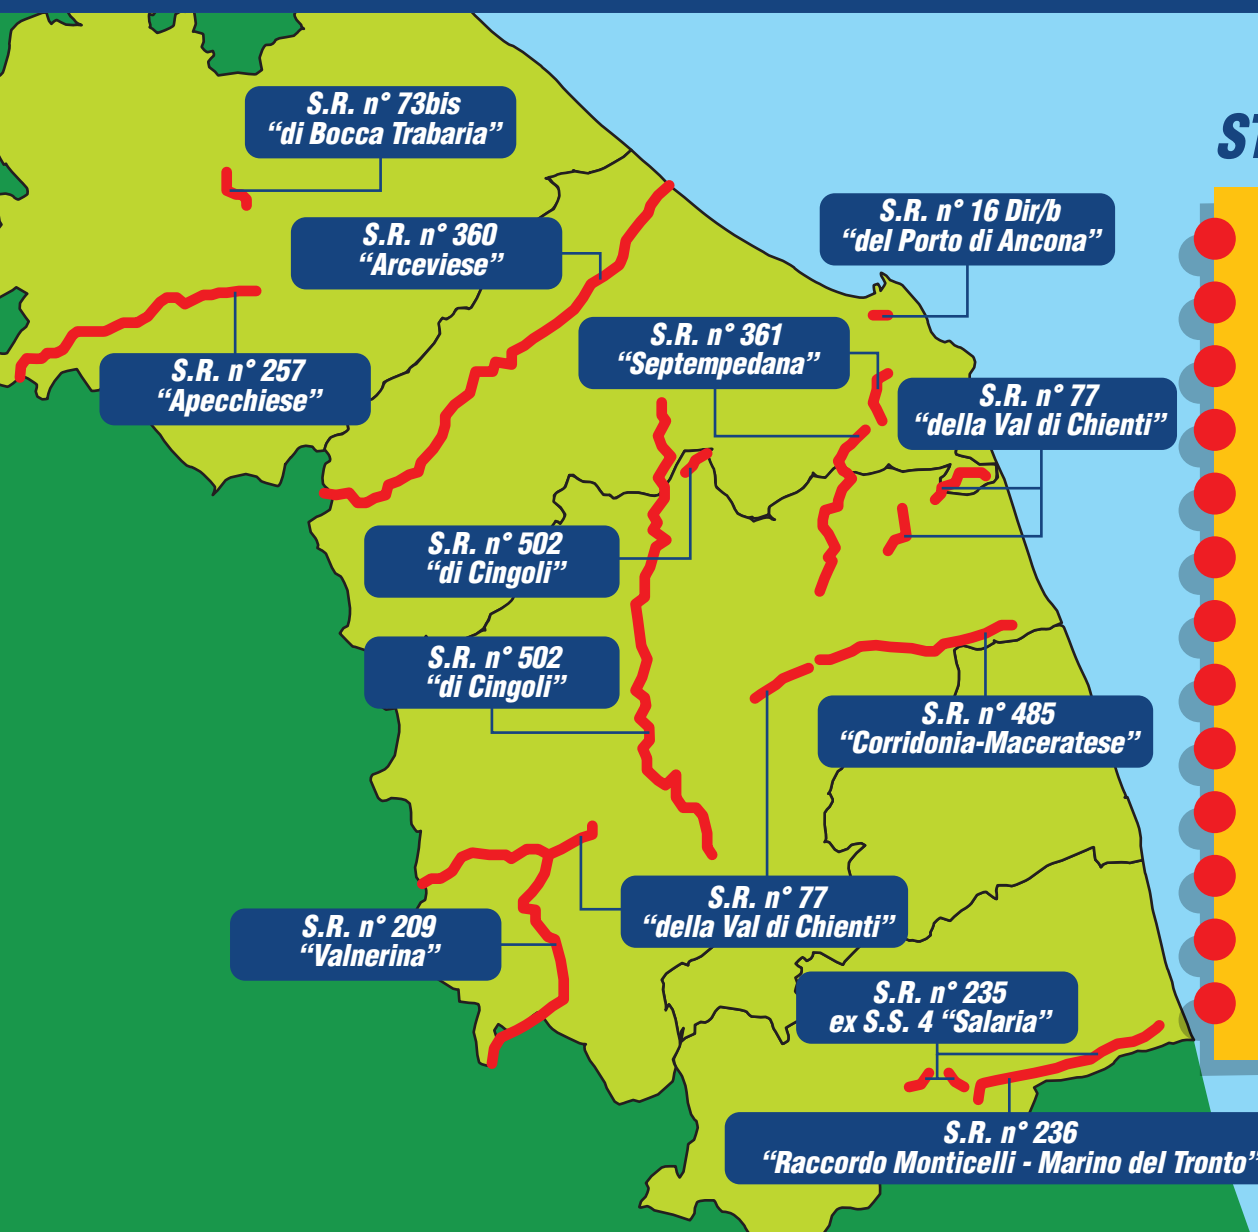 S.R. n° 73bis
“di Bocca Trabaria”
S.R. n° 360
“Arceviese”
S.R. n° 16 Dir/b
“del Porto di Ancona”
S.R. n° 257
“Apecchiese”
S.R. n° 361
“Septempedana”
S.R. n° 77
“della Val di Chienti”
S.R. n° 502
“di Cingoli”
S.R. n° 502
“di Cingoli”
S.R. n° 485
“Corridonia-Maceratese”
S.R. n° 77
“della Val di Chienti”
S.R. n° 209
“Valnerina”
S.R. n° 235
ex S.S. 4 “Salaria”
S.R. n° 236
“Raccordo Monticelli - Marino del Tronto”